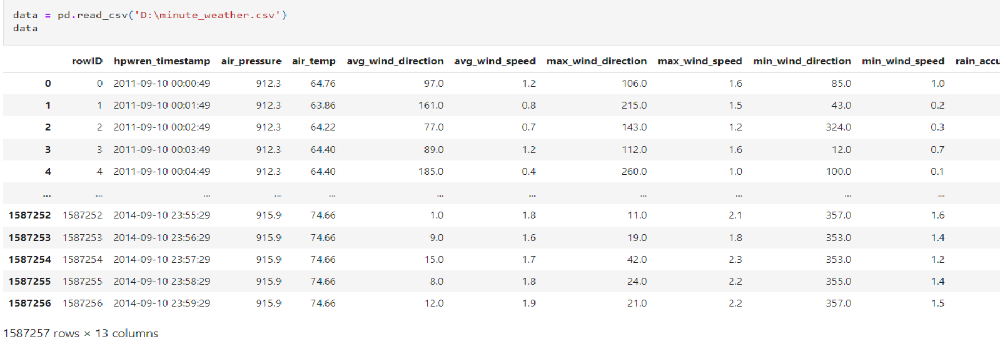 data = pd.read_csv('D:\minute_weather.csv')
data
rowID hpwren_timestamp air_pressure air_temp avg_wind_direction avg_wind_speed max_wind_direction max_wind_speed min_wind_direction min_wind_speed rain_accu
0 0 2011-09-10 00:00:49 912.3 64.76 97.0 1.2 106.0 1.6 85.0 1.0
1 1 2011-09-10 00:01:49 912.3 63.86 161.0 0.8 215.0 1.5 43.0 0.2
2 2 2011-09-10 00:02:49 912.3 64.22 77.0 0.7 143.0 1.2 324.0 0.3
3 3 2011-09-10 00:03:49 912.3 64.40 89.0 1.2 112.0 1.6 12.0 0.7
4 4 2011-09-10 00:04:49 912.3 64.40 185.0 0.4 260.0 1.0 100.0 0.1
... ... ... ... ... ... ... ... ... ... ...
1587252 1587252 2014-09-10 23:55:29 915.9 74.66 1.0 1.8 11.0 2.1 357.0 1.6
1587253 1587253 2014-09-10 23:56:29 915.9 74.66 9.0 1.6 19.0 1.8 353.0 1.4
1587254 1587254 2014-09-10 23:57:29 915.9 74.66 15.0 1.7 42.0 2.3 353.0 1.2
1587255 1587255 2014-09-10 23:58:29 915.9 74.66 8.0 1.8 24.0 2.2 355.0 1.4
1587256 1587256 2014-09-10 23:59:29 915.9 74.66 12.0 1.9 21.0 2.2 357.0 1.5
1587257 rows × 13 columns